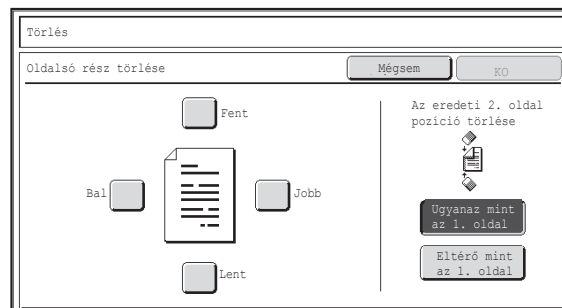 Törlés
Oldalsó rész törlése
Mégsem
KO
Fent
Bal
Jobb
Lent
Az eredeti 2. oldal
pozíció törlése
Ugyanaz mint
az 1. oldal
Eltérő mint
az 1. oldal